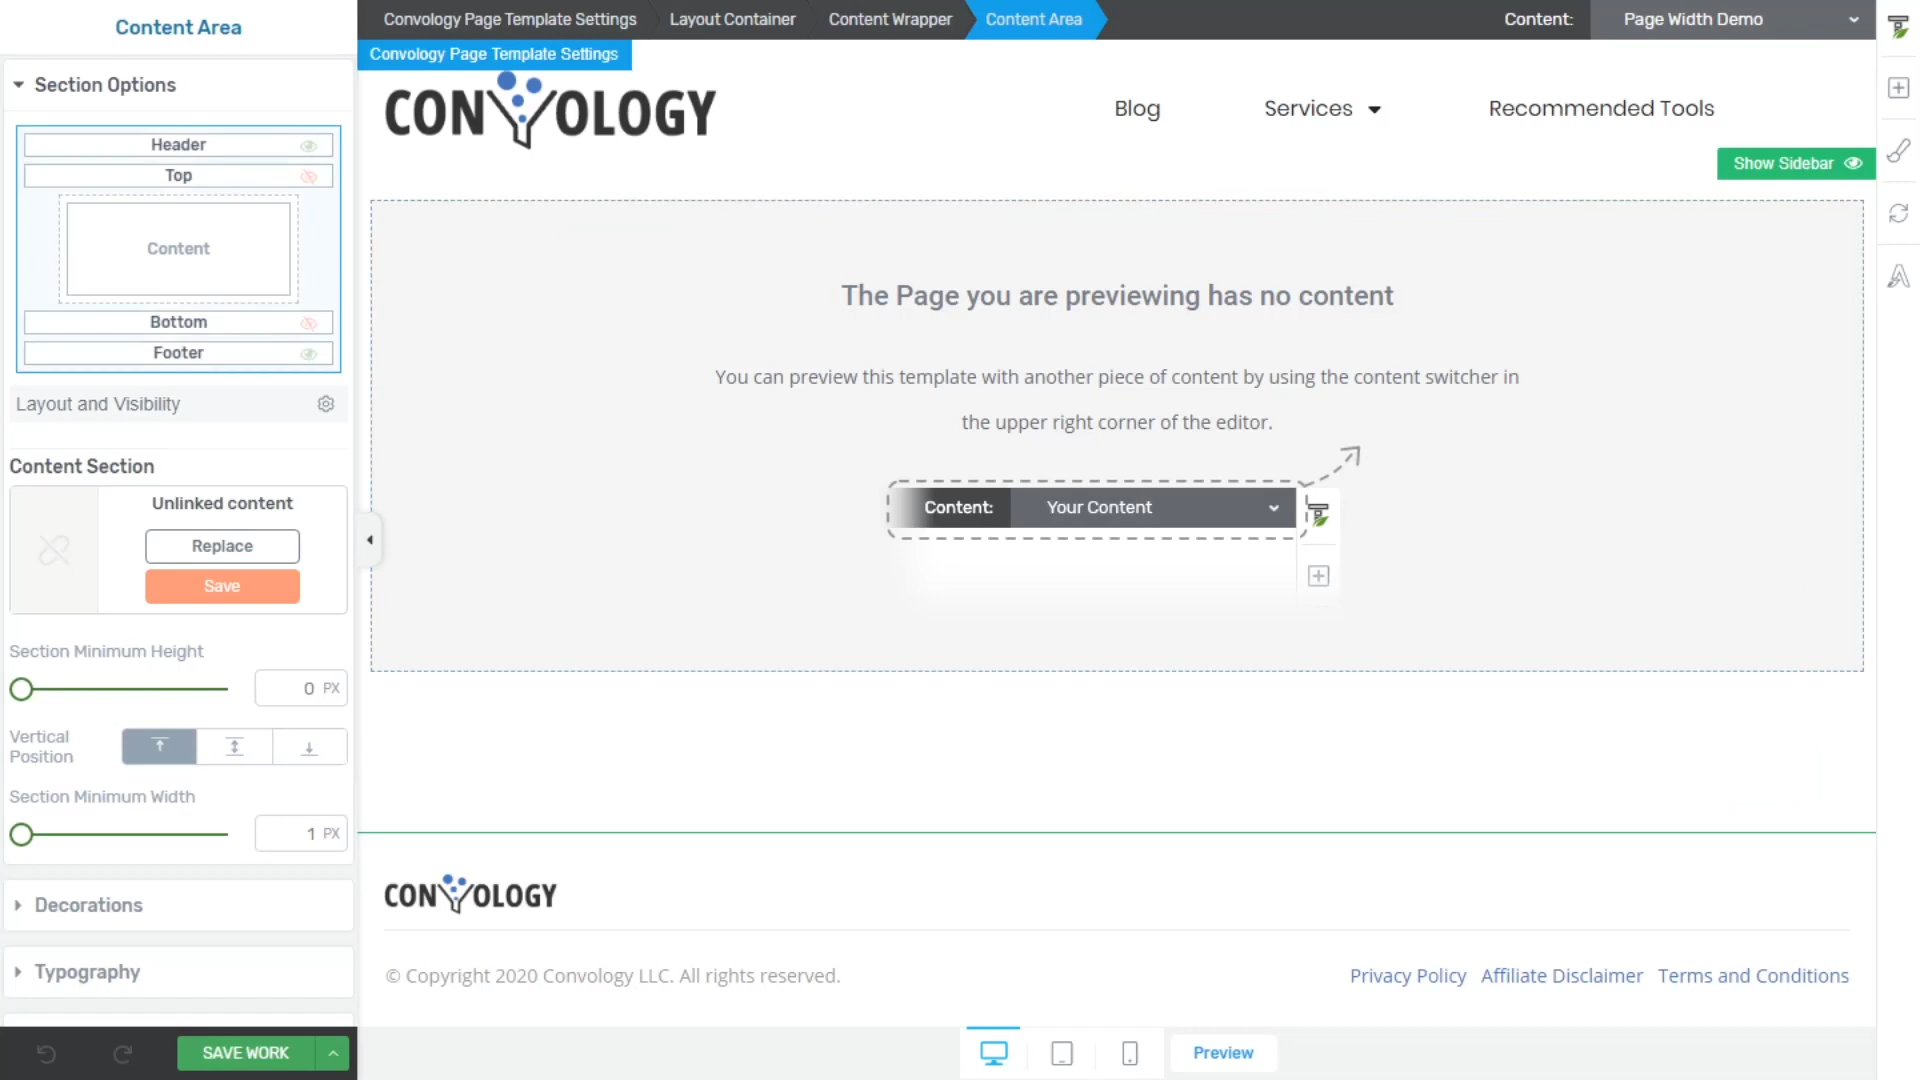 Content Area
Convology Page Template Settings
Layout Container
Content Wrapper
Content Area
Content:
Page Width Demo
Convology Page Template Settings
Section Options
Header
Top
Content
Bottom
Footer
Layout and Visibility
Content Section
Unlinked content
Replace
Save
Section Minimum Height
0 PX
Vertical
Position
Section Minimum Width
1 PX
Decorations
Typography
SAVE WORK
CONVOLOGY
Blog
Services
Recommended Tools
Show Sidebar
The Page you are previewing has no content
You can preview this template with another piece of content by using the content switcher in
the upper right corner of the editor.
Content:
Your Content
CONVOLOGY
© Copyright 2020 Convology LLC. All rights reserved.
Privacy Policy
Affiliate Disclaimer
Terms and Conditions
Preview